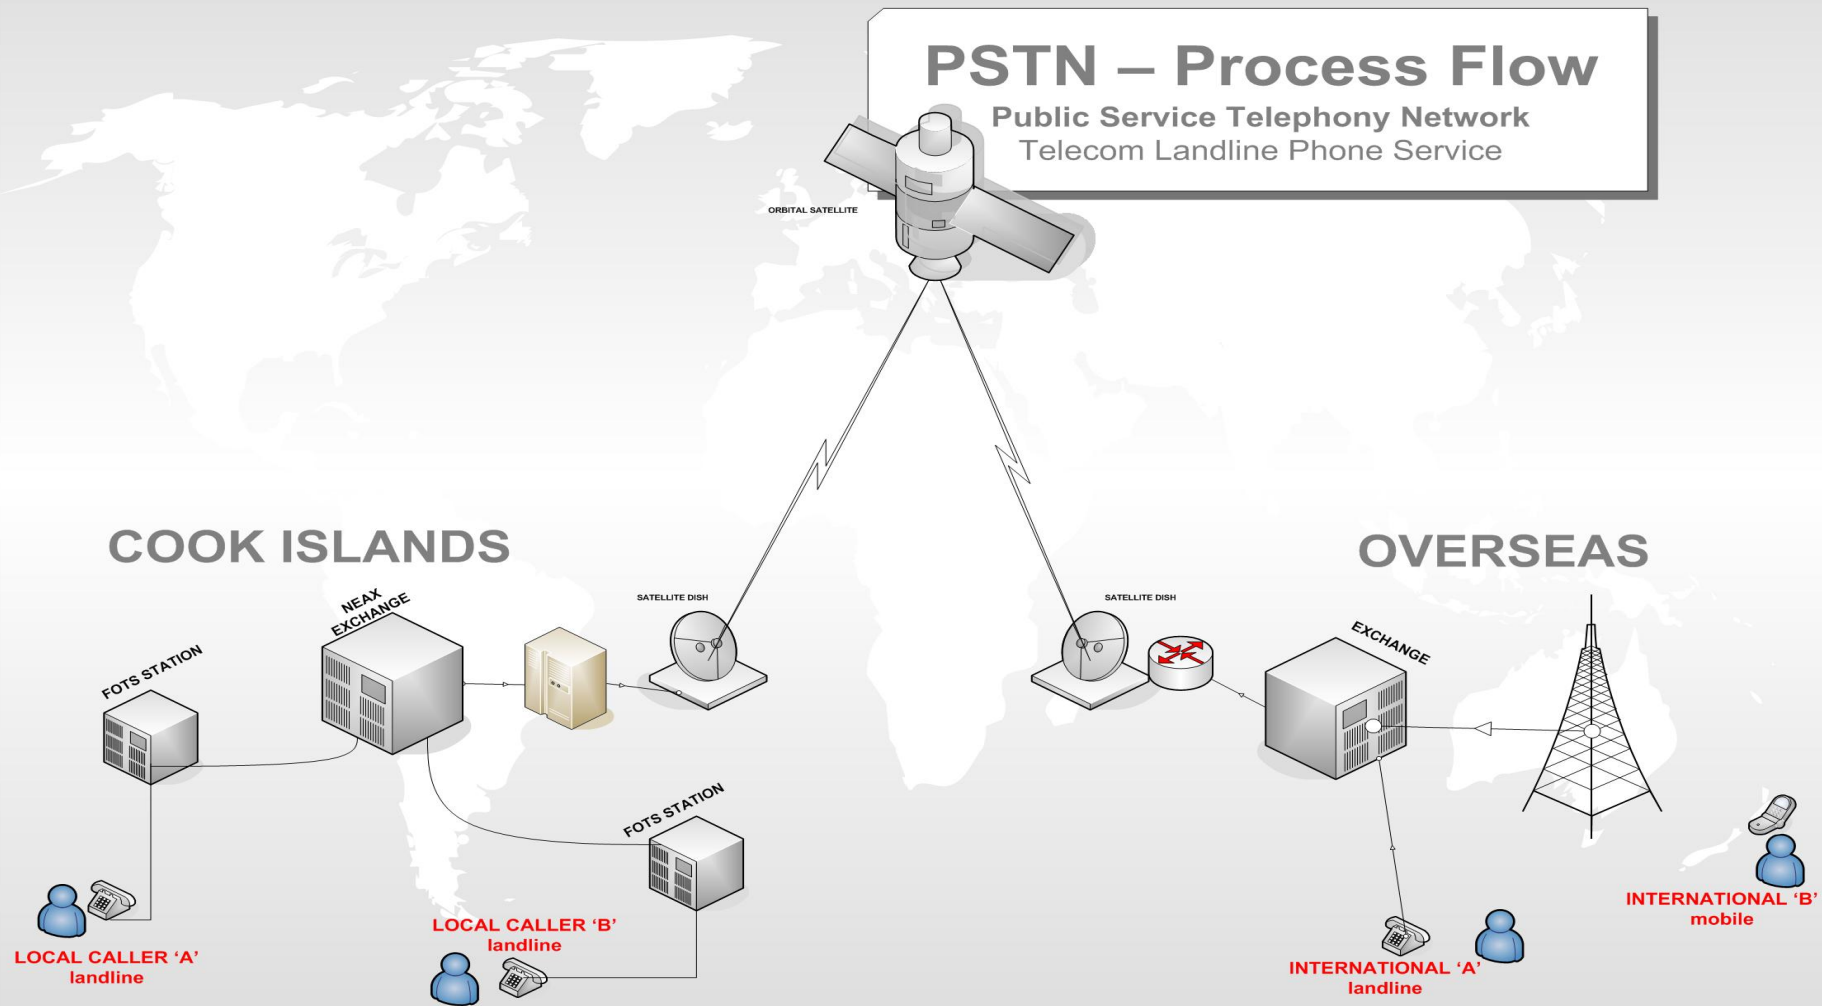 PSTN – Process Flow
Public Service Telephony Network
Telecom Landline Phone Service
ORBITAL SATELLITE
COOK ISLANDS
OVERSEAS
NEAX
EXCHANGE
SATELLITE DISH
SATELLITE DISH
EXCHANGE
FOTS STATION
FOTS STATION
LOCAL CALLER 'A'
landline
LOCAL CALLER 'B'
landline
INTERNATIONAL 'A'
landline
INTERNATIONAL 'B'
mobile